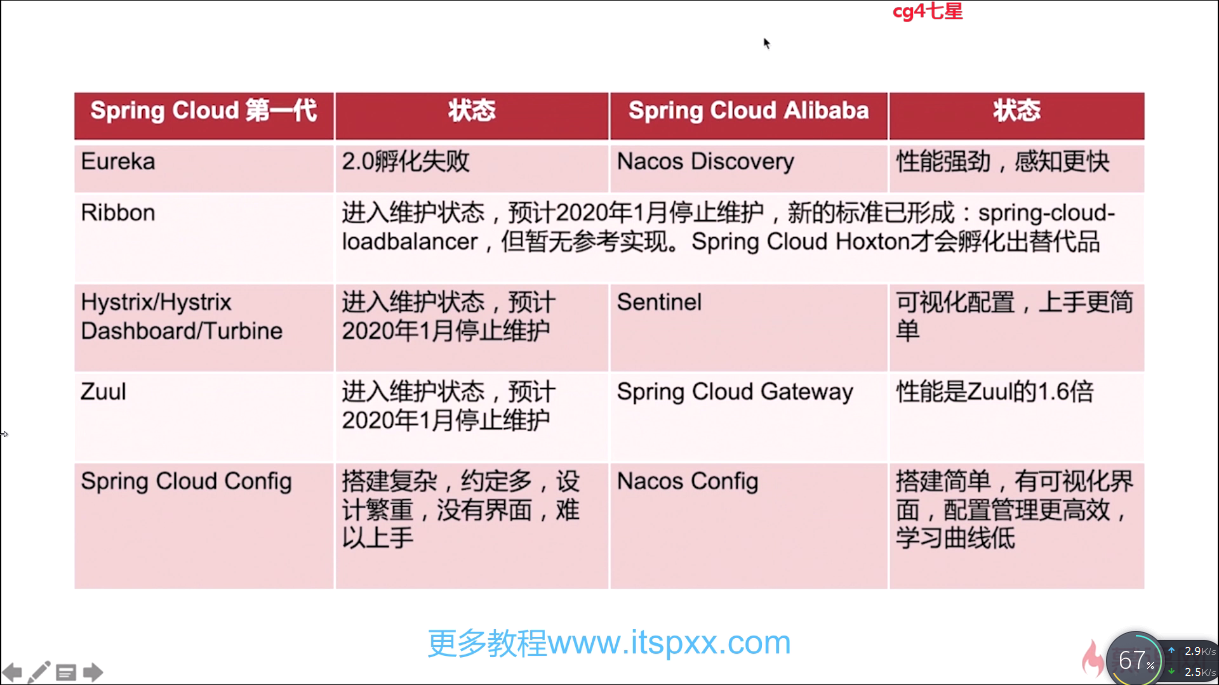 cg4七星
Spring Cloud 第一代 状态 Spring Cloud Alibaba 状态
Eureka 2.0孵化失败 Nacos Discovery 性能强劲，感知更快
Ribbon 进入维护状态，预计2020年1月停止维护，新的标准已形成：spring-cloud-
loadbalancer，但暂无参考实现。Spring Cloud Hoxton才会孵化出替代品
Hystrix/Hystrix 进入维护状态，预计 Sentinel 可视化配置，上手更简
Dashboard/Turbine 2020年1月停止维护 单
Zuul 进入维护状态，预计 Spring Cloud Gateway 性能是Zuul的1.6倍
2020年1月停止维护
Spring Cloud Config 搭建复杂，约定多，设 Nacos Config 搭建简单，有可视化界
计繁重，没有界面，难 面，配置管理更高效，
以上手 学习曲线低
更多教程www.itspxx.com
67% 2.9K/s
2.5K/s